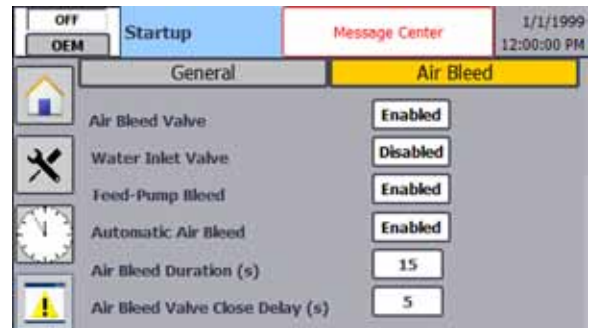 OFF
OEM
Startup
Message Center
1/1/1999
12:00:00 PM
General
Air Bleed
Air Bleed Valve Enabled
Water Inlet Valve Disabled
Feed-Pump Bleed Enabled
Automatic Air Bleed Enabled
Air Bleed Duration (s) 15
Air Bleed Valve Close Delay (s) 5